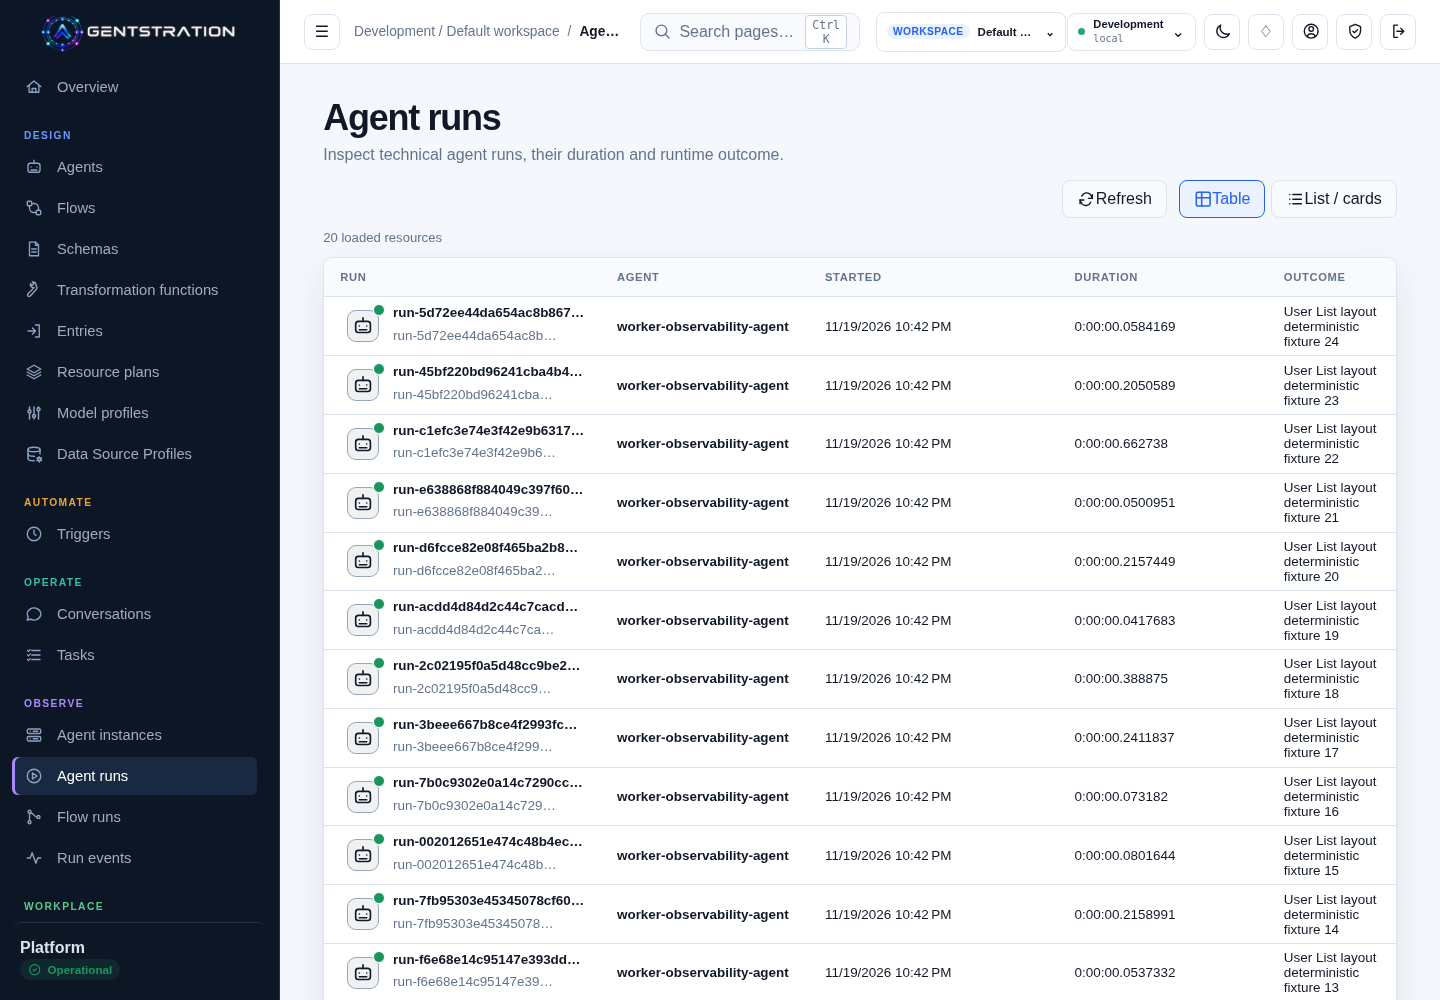 GENTSTRATION
Overview
DESIGN
Agents
Flows
Schemas
Transformation functions
Entries
Resource plans
Model profiles
Data Source Profiles
AUTOMATE
Triggers
OPERATE
Conversations
Tasks
OBSERVE
Agent instances
Agent runs
Flow runs
Run events
WORKPLACE
Platform
Operational
Development / Default workspace / Age…
Search pages…
Ctrl K
WORKSPACE Default …
Development
local
Agent runs
Inspect technical agent runs, their duration and runtime outcome.
Refresh
Table
List / cards
20 loaded resources
RUN AGENT STARTED DURATION OUTCOME
run-5d72ee44da654ac8b867…
run-5d72ee44da654ac8b…
worker-observability-agent 11/19/2026 10:42 PM 0:00:00.0584169
User List layout
deterministic
fixture 24
run-45bf220bd96241cba4b4…
run-45bf220bd96241cba…
worker-observability-agent 11/19/2026 10:42 PM 0:00:00.2050589
User List layout
deterministic
fixture 23
run-c1efc3e74e3f42e9b6317…
run-c1efc3e74e3f42e9b6…
worker-observability-agent 11/19/2026 10:42 PM 0:00:00.662738
User List layout
deterministic
fixture 22
run-e638868f884049c397f60…
run-e638868f884049c39…
worker-observability-agent 11/19/2026 10:42 PM 0:00:00.0500951
User List layout
deterministic
fixture 21
run-d6fcce82e08f465ba2b8…
run-d6fcce82e08f465ba2…
worker-observability-agent 11/19/2026 10:42 PM 0:00:00.2157449
User List layout
deterministic
fixture 20
run-acdd4d84d2c44c7cacd…
run-acdd4d84d2c44c7ca…
worker-observability-agent 11/19/2026 10:42 PM 0:00:00.0417683
User List layout
deterministic
fixture 19
run-2c02195f0a5d48cc9be2…
run-2c02195f0a5d48cc9…
worker-observability-agent 11/19/2026 10:42 PM 0:00:00.388875
User List layout
deterministic
fixture 18
run-3beee667b8ce4f2993fc…
run-3beee667b8ce4f299…
worker-observability-agent 11/19/2026 10:42 PM 0:00:00.2411837
User List layout
deterministic
fixture 17
run-7b0c9302e0a14c7290cc…
run-7b0c9302e0a14c729…
worker-observability-agent 11/19/2026 10:42 PM 0:00:00.073182
User List layout
deterministic
fixture 16
run-002012651e474c48b4ec…
run-002012651e474c48b…
worker-observability-agent 11/19/2026 10:42 PM 0:00:00.0801644
User List layout
deterministic
fixture 15
run-7fb95303e45345078cf60…
run-7fb95303e45345078…
worker-observability-agent 11/19/2026 10:42 PM 0:00:00.2158991
User List layout
deterministic
fixture 14
run-f6e68e14c95147e393dd…
run-f6e68e14c95147e39…
worker-observability-agent 11/19/2026 10:42 PM 0:00:00.0537332
User List layout
deterministic
fixture 13